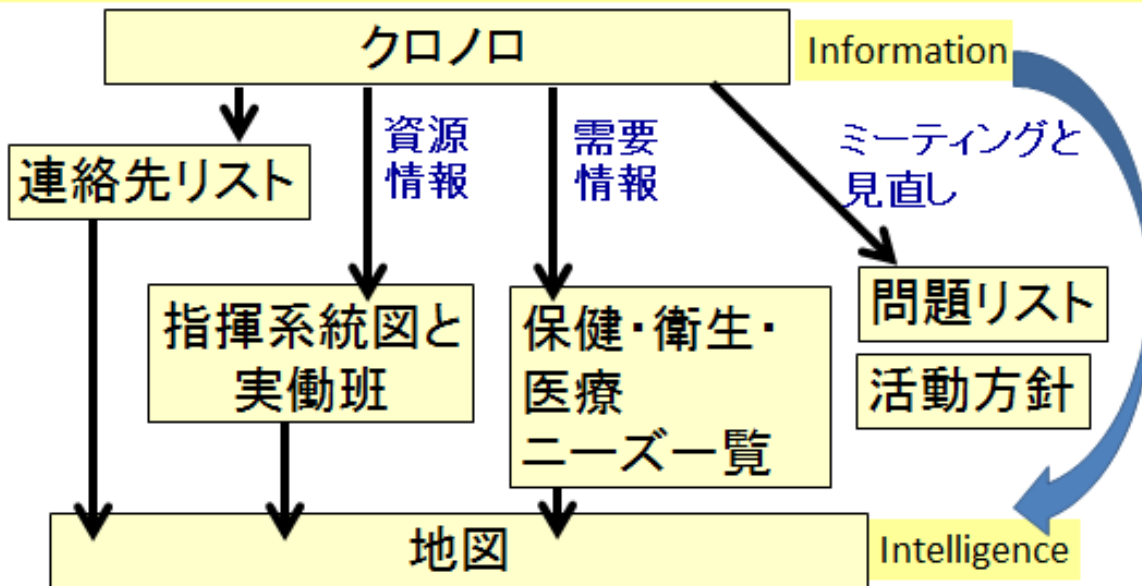 クロノロ
Information
連絡先リスト
資源
情報
需要
情報
ミーティングと
見直し
指揮系統図と
実働班
保健・衛生・
医療
ニーズ一覧
問題リスト
活動方針
地図
Intelligence